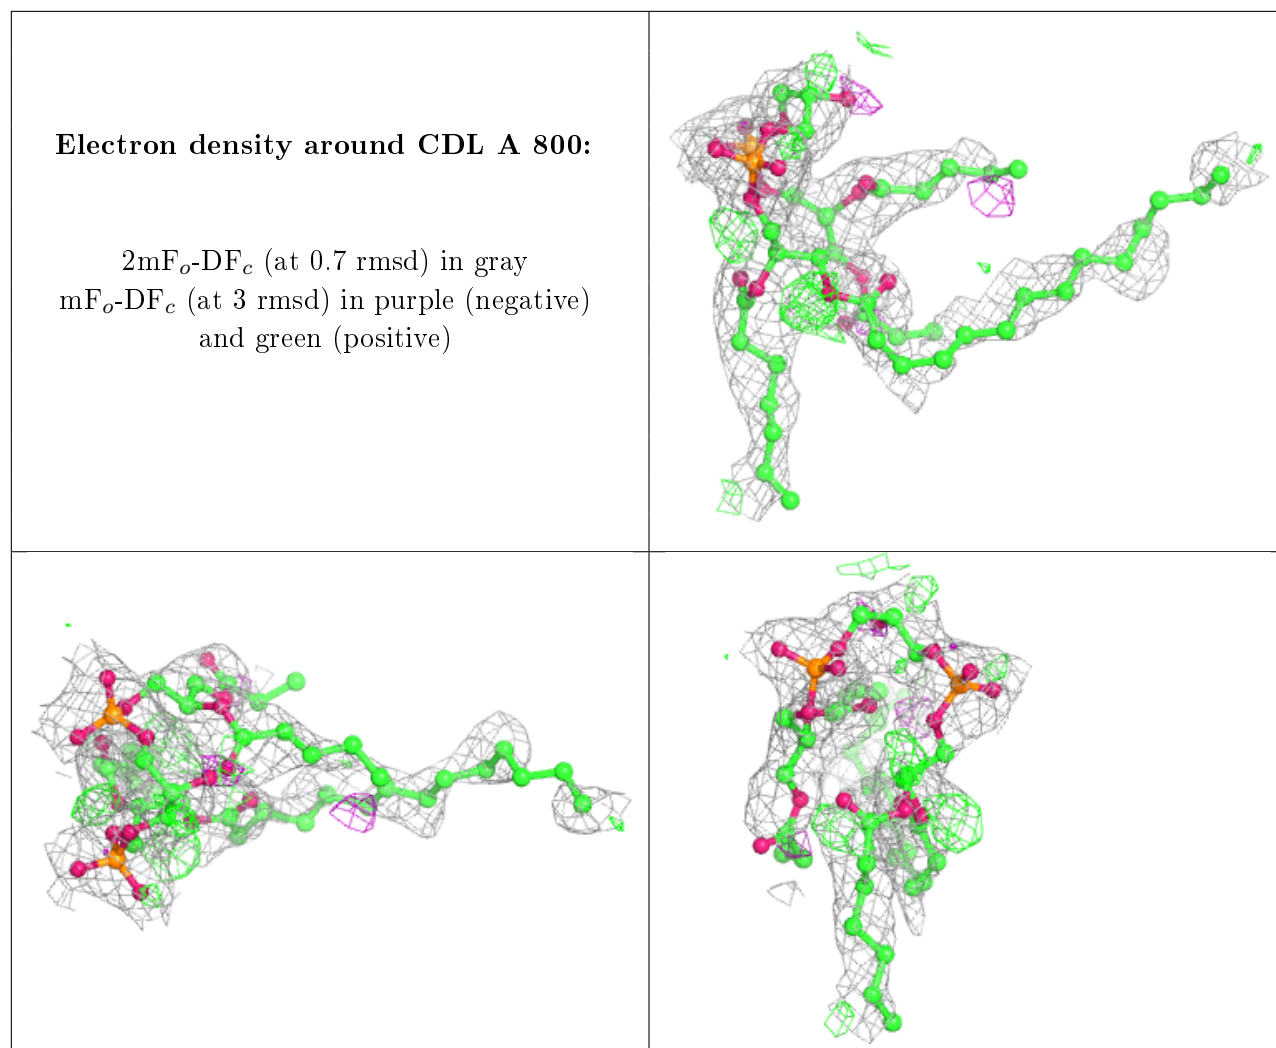 Electron density around CDL A 800:
2mFₒ-DF𝒸 (at 0.7 rmsd) in gray
mFₒ-DF𝒸 (at 3 rmsd) in purple (negative)
and green (positive)